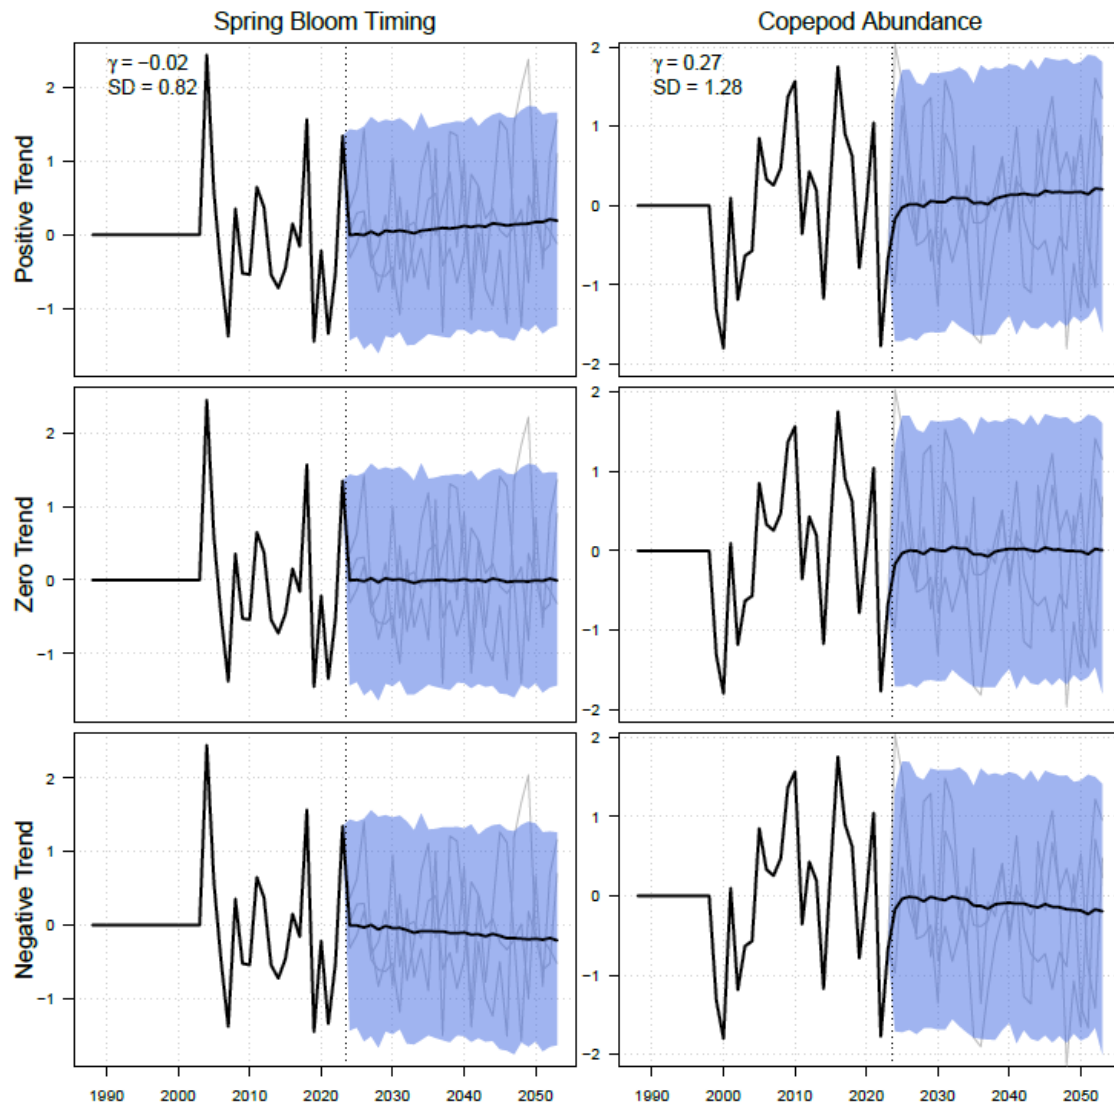 Spring Bloom Timing
Copepod Abundance
Positive Trend
γ = −0.02
SD = 0.82
2
1
0
−1
γ = 0.27
SD = 1.28
2
1
0
−1
−2
Zero Trend
2
1
0
−1
2
1
0
−1
−2
Negative Trend
2
1
0
−1
2
1
0
−1
−2
1990 2000 2010 2020 2030 2040 2050
1990 2000 2010 2020 2030 2040 2050